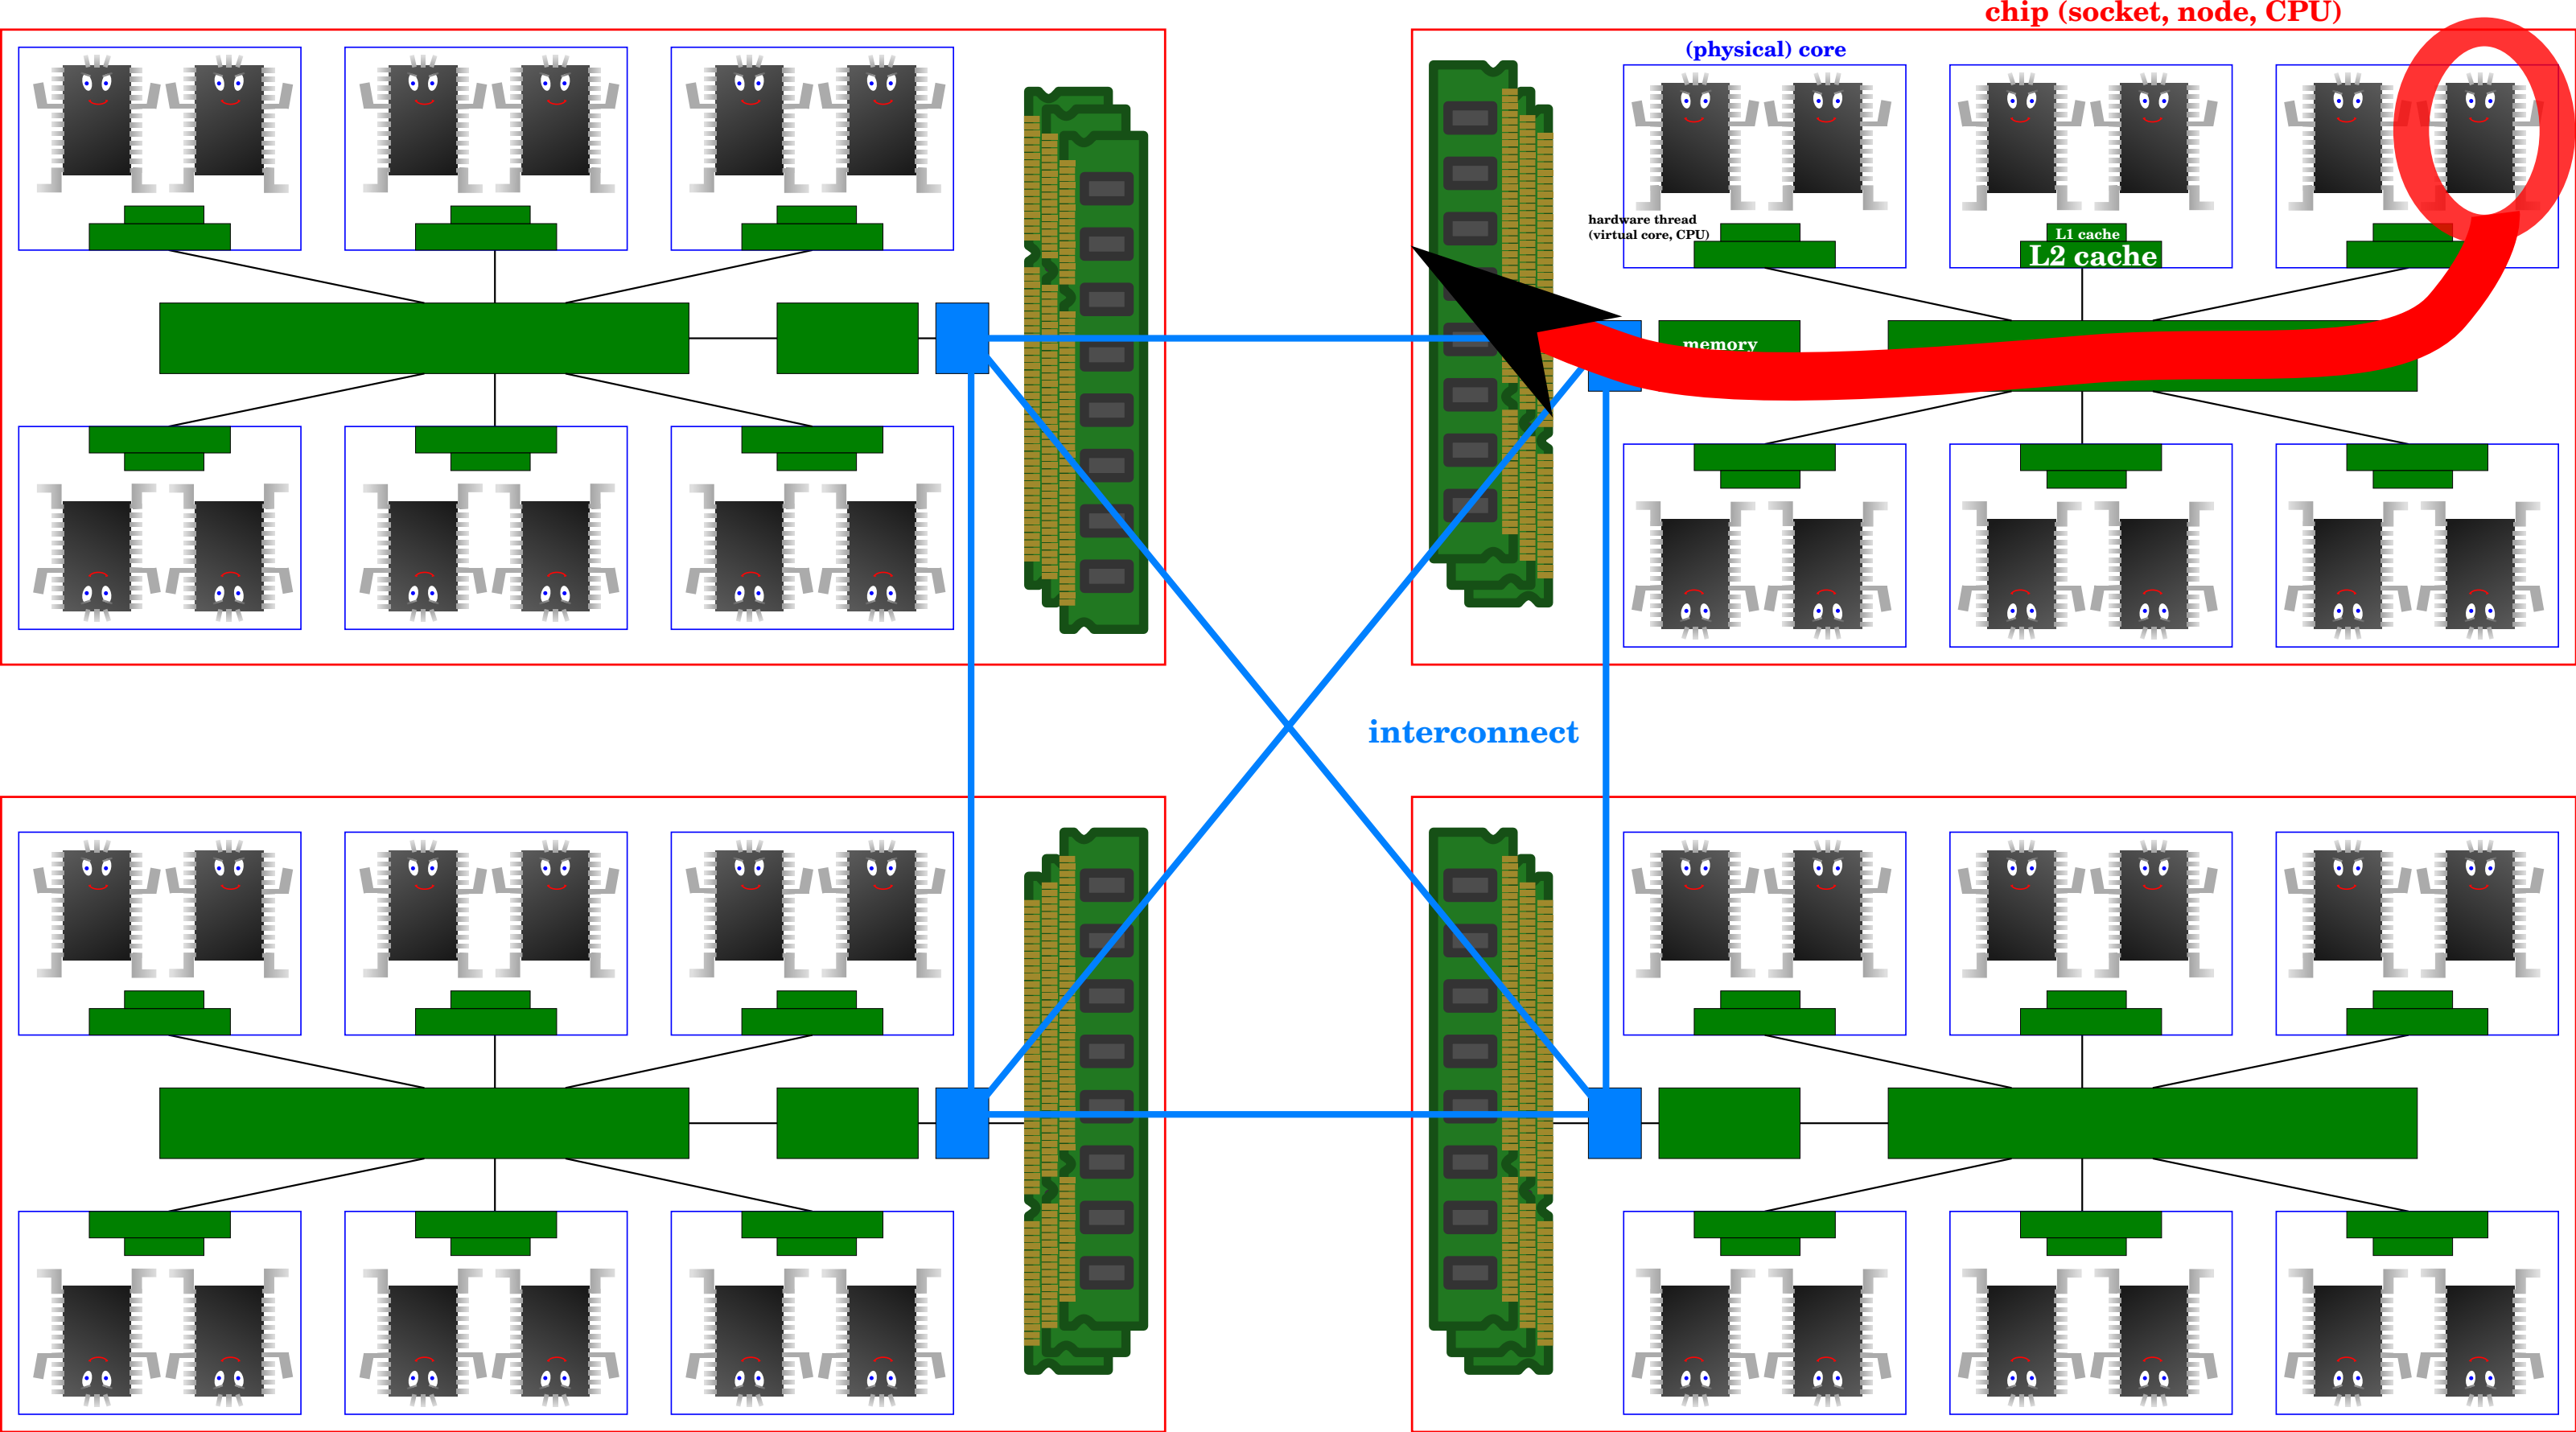 chip (socket, node, CPU)
(physical) core
hardware thread
(virtual core, CPU)
L1 cache
L2 cache
memory
interconnect